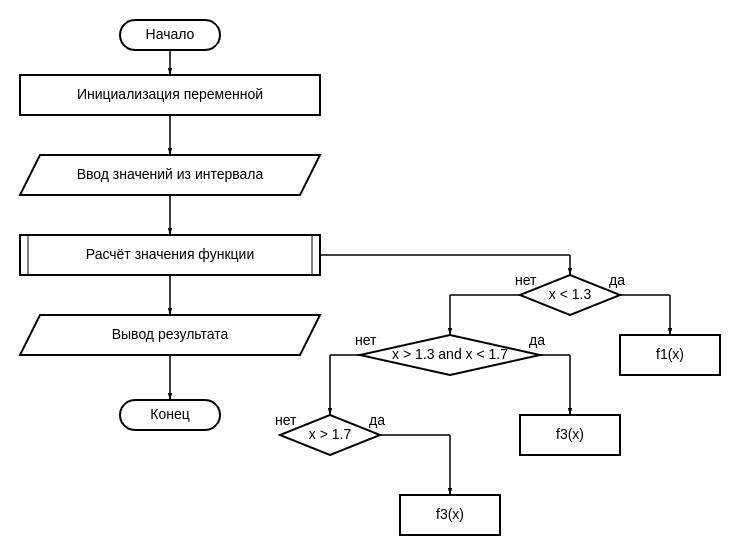 Начало
Инициализация переменной
Ввод значений из интервала
Расчёт значения функции
Вывод результата
Конец
нет
да
x < 1.3
f1(x)
нет
да
x > 1.3 and x < 1.7
f3(x)
нет
да
x > 1.7
f3(x)